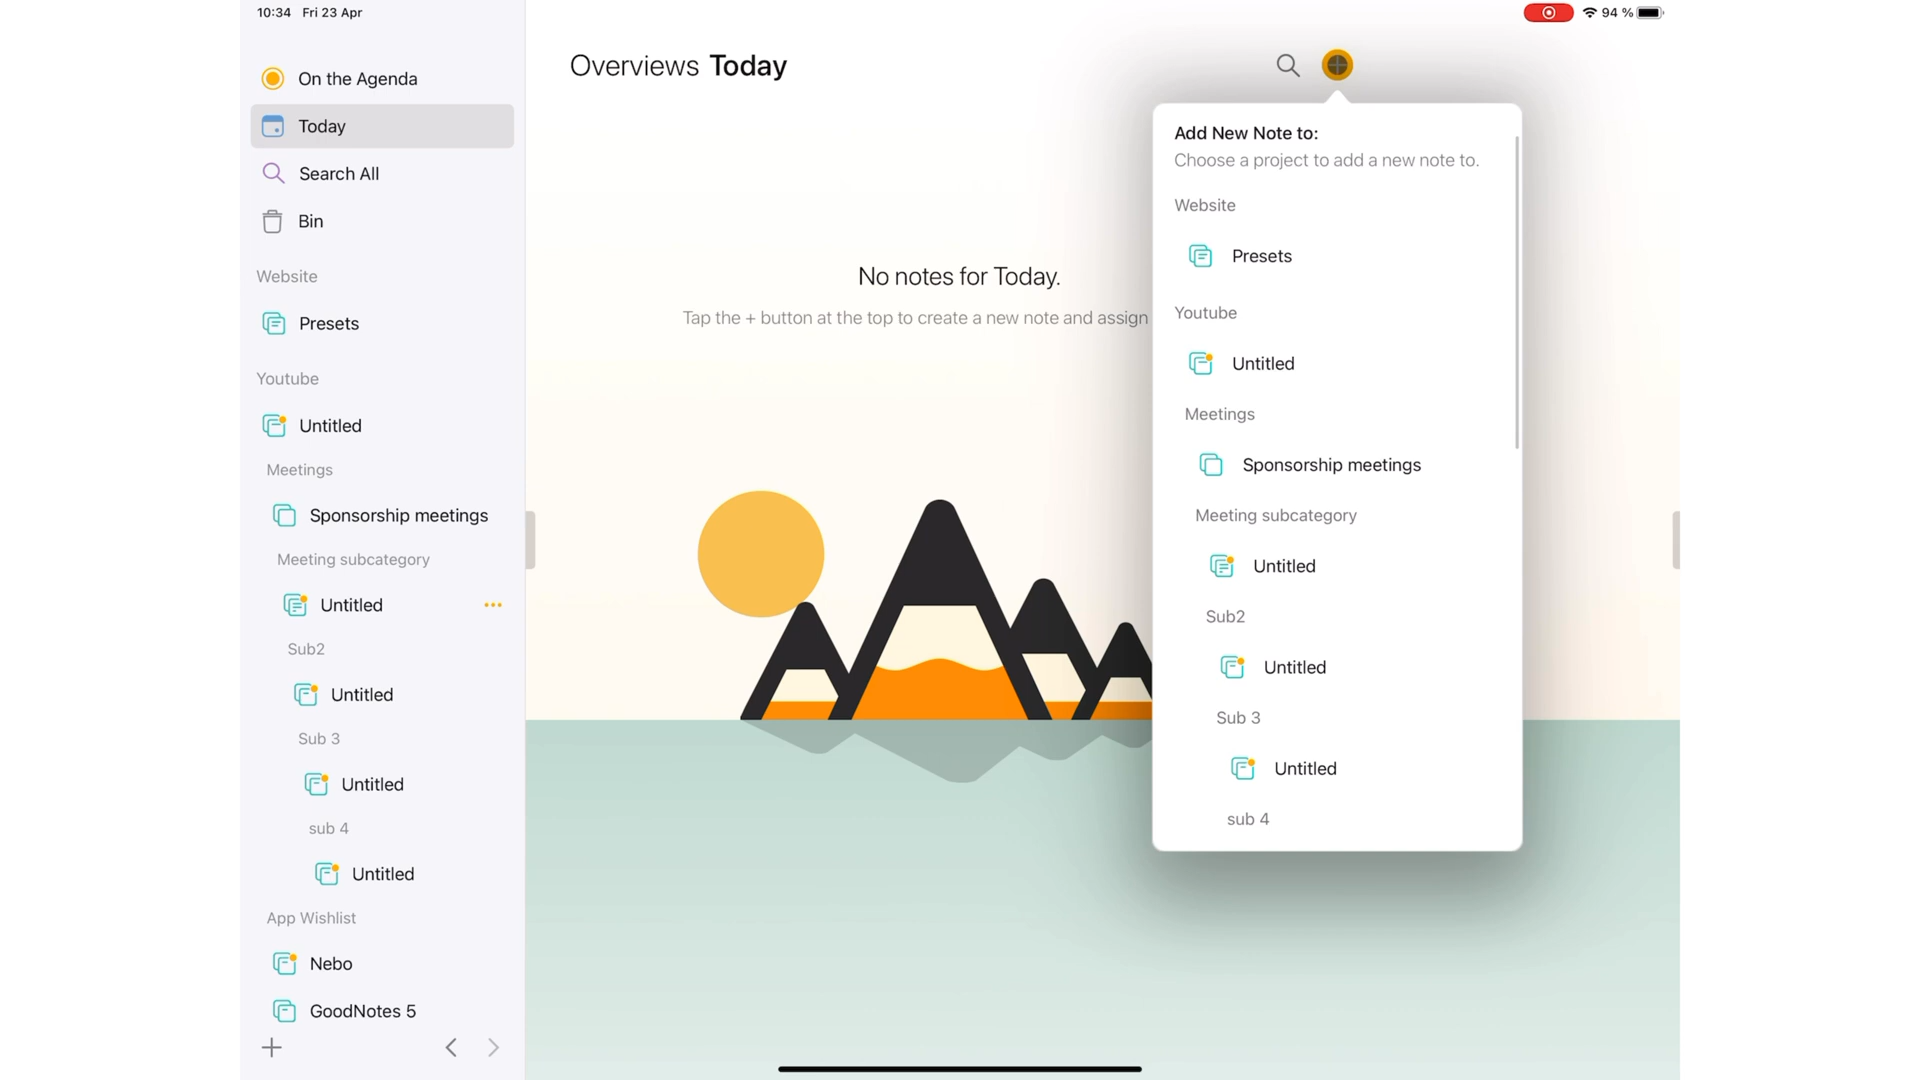 10:34 Fri 23 Apr
94 %
On the Agenda
Today
Search All
Bin
Website
Presets
Youtube
Untitled
Meetings
Sponsorship meetings
Meeting subcategory
Untitled
Sub2
Untitled
Sub 3
Untitled
sub 4
Untitled
App Wishlist
Nebo
GoodNotes 5
Overviews Today
No notes for Today.
Tap the + button at the top to create a new note and assign
Add New Note to:
Choose a project to add a new note to.
Website
Presets
Youtube
Untitled
Meetings
Sponsorship meetings
Meeting subcategory
Untitled
Sub2
Untitled
Sub 3
Untitled
sub 4